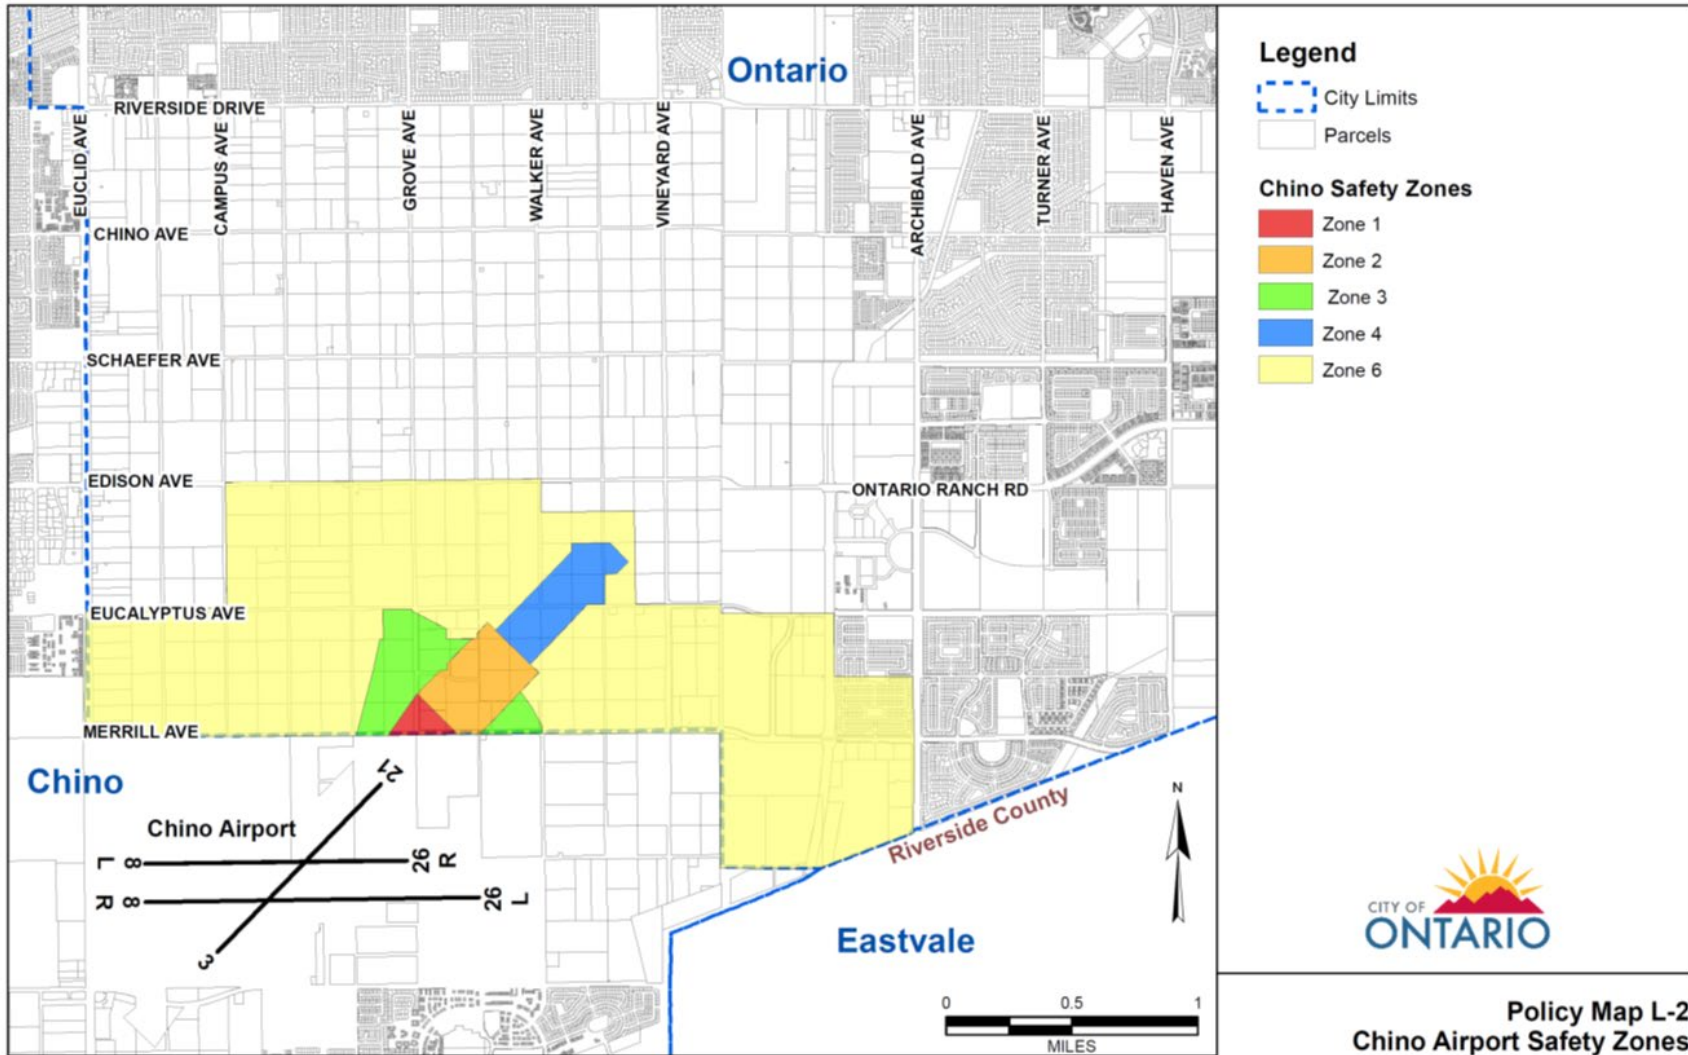 Ontario
RIVERSIDE DRIVE
EUCLID AVE
CAMPUS AVE
GROVE AVE
WALKER AVE
VINEYARD AVE
ARCHIBALD AVE
TURNER AVE
HAVEN AVE
CHINO AVE
SCHAEFER AVE
EDISON AVE
ONTARIO RANCH RD
EUCALYPTUS AVE
MERRILL AVE
Chino
21
Chino Airport
L 8
26 R
R 8
26 L
3
Riverside County
Eastvale
N
0 0.5 1
MILES
Legend
City Limits
Parcels
Chino Safety Zones
Zone 1
Zone 2
Zone 3
Zone 4
Zone 6
CITY OF
ONTARIO
Policy Map L-2
Chino Airport Safety Zones